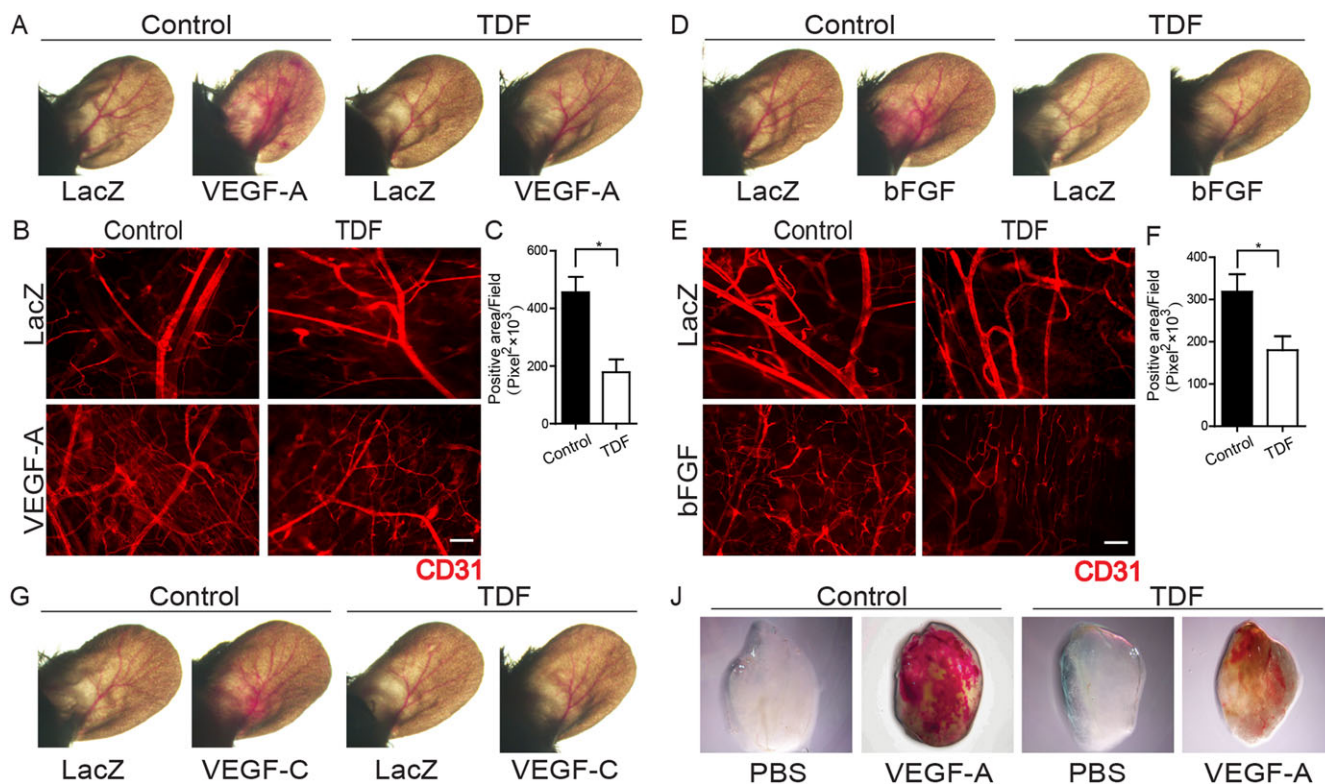 A Control TDF
LacZ VEGF-A LacZ VEGF-A
D Control TDF
LacZ bFGF LacZ bFGF
B Control TDF
LacZ
VEGF-A
CD31
C
Positive area/Field
(Pixel²×10³)
600
*
400
200
0
Control TDF
E Control TDF
LacZ
bFGF
CD31
F
Positive area/Field
(Pixel²×10³)
400
*
300
200
100
0
Control TDF
G Control TDF
LacZ VEGF-C LacZ VEGF-C
J Control TDF
PBS VEGF-A PBS VEGF-A